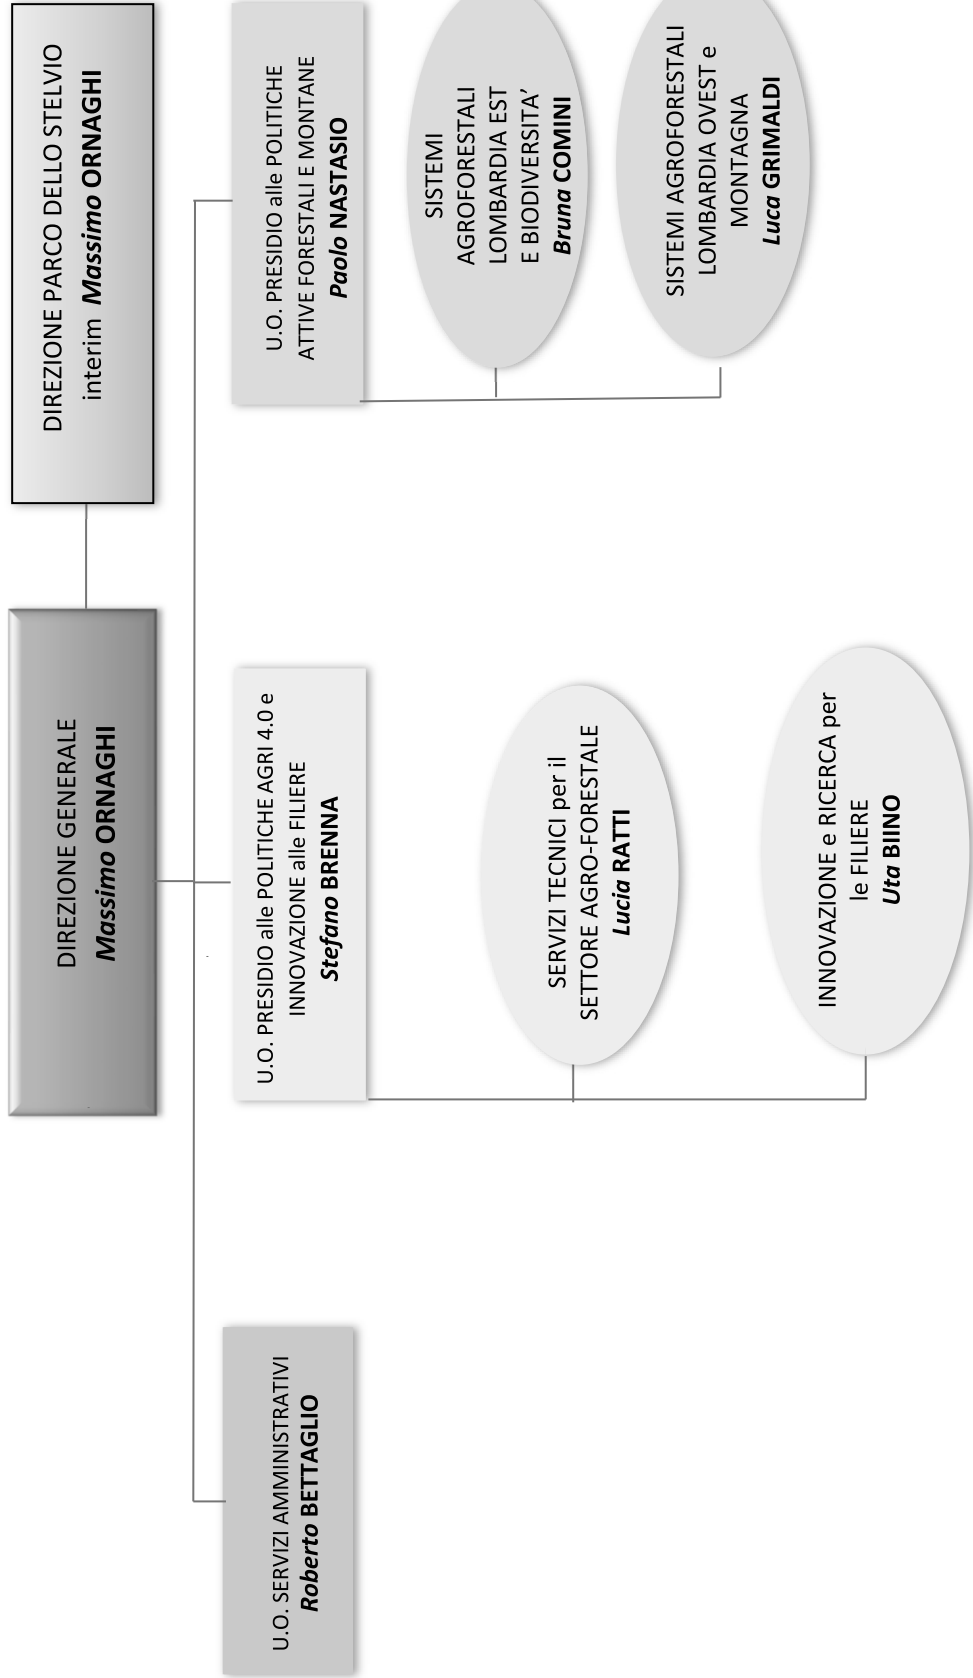 DIREZIONE GENERALE
Massimo ORNAGHI
DIREZIONE PARCO DELLO STELVIO
interim Massimo ORNAGHI
U.O. SERVIZI AMMINISTRATIVI
Roberto BETTAGLIO
U.O. PRESIDIO alle POLITICHE AGRI 4.0 e
INNOVAZIONE alle FILIERE
Stefano BRENNA
SERVIZI TECNICI per il
SETTORE AGRO-FORESTALE
Lucia RATTI
INNOVAZIONE e RICERCA per
le FILIERE
Uta BIINO
U.O. PRESIDIO alle POLITICHE
ATTIVE FORESTALI E MONTANE
Paolo NASTASIO
SISTEMI
AGROFORESTALI
LOMBARDIA EST
E BIODIVERSITA’
Bruna COMINI
SISTEMI AGROFORESTALI
LOMBARDIA OVEST e
MONTAGNA
Luca GRIMALDI